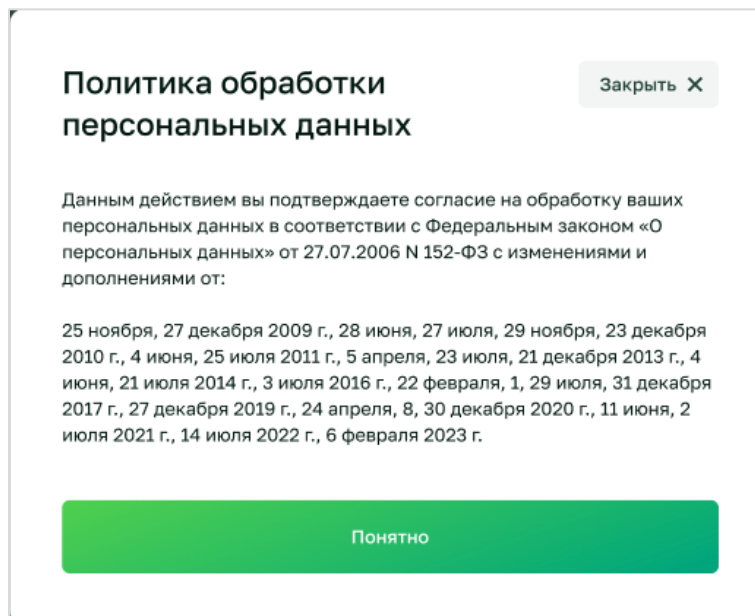 Политика обработки
персональных данных
Закрыть ✕
Данным действием вы подтверждаете согласие на обработку ваших
персональных данных в соответствии с Федеральным законом «О
персональных данных» от 27.07.2006 N 152-ФЗ с изменениями и
дополнениями от:
25 ноября, 27 декабря 2009 г., 28 июня, 27 июля, 29 ноября, 23 декабря
2010 г., 4 июня, 25 июля 2011 г., 5 апреля, 23 июля, 21 декабря 2013 г., 4
июня, 21 июля 2014 г., 3 июля 2016 г., 22 февраля, 1, 29 июля, 31 декабря
2017 г., 27 декабря 2019 г., 24 апреля, 8, 30 декабря 2020 г., 11 июня, 2
июля 2021 г., 14 июля 2022 г., 6 февраля 2023 г.
Понятно